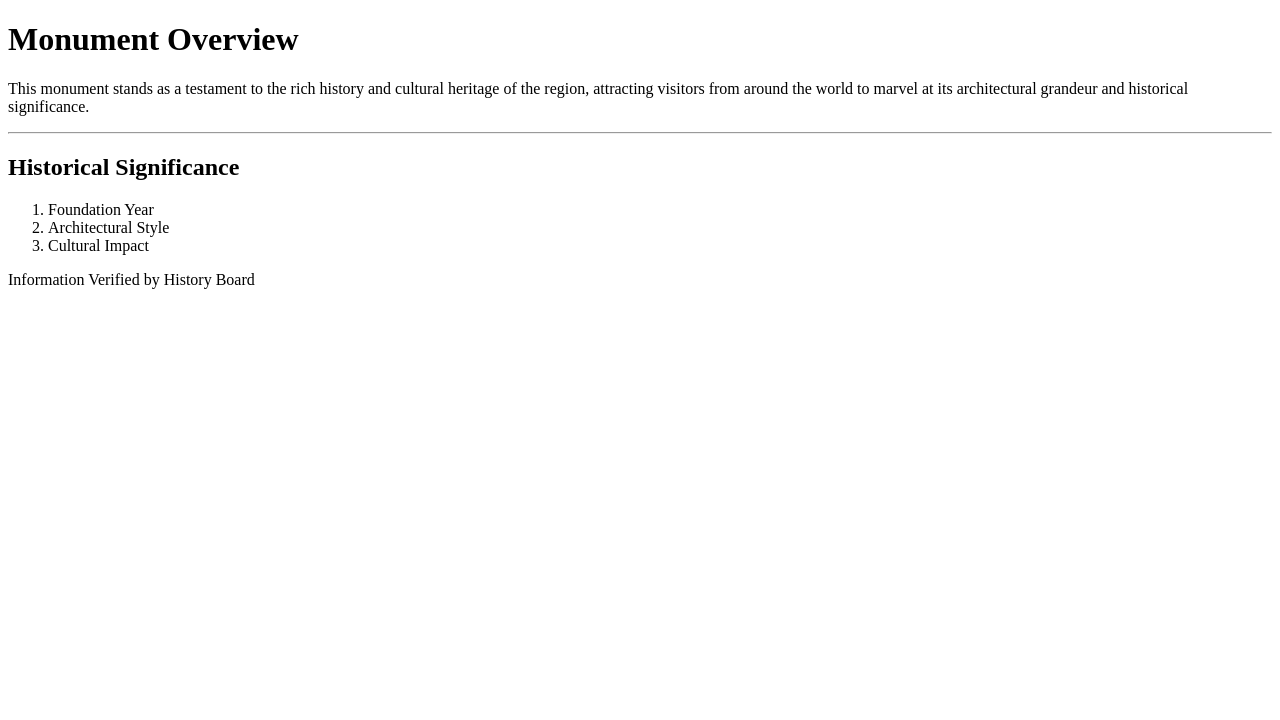 Monument Overview
This monument stands as a testament to the rich history and cultural heritage of the region, attracting visitors from around the world to marvel at its architectural grandeur and historical
significance.
Historical Significance
1. Foundation Year
2. Architectural Style
3. Cultural Impact
Information Verified by History Board